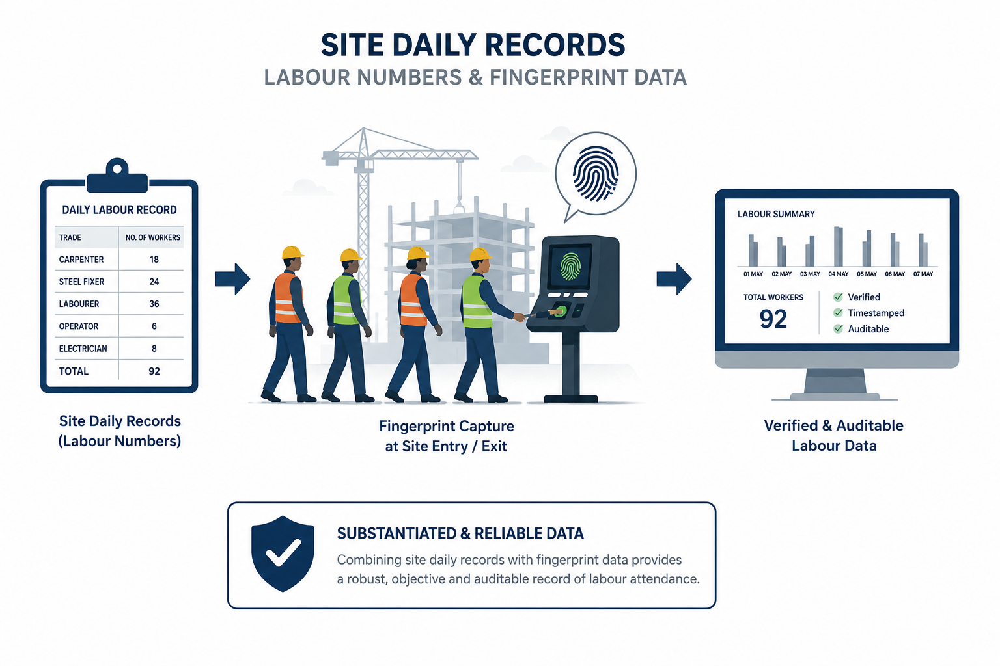 SITE DAILY RECORDS
LABOUR NUMBERS & FINGERPRINT DATA
DAILY LABOUR RECORD
TRADE NO. OF WORKERS
CARPENTER 18
STEEL FIXER 24
LABOURER 36
OPERATOR 6
ELECTRICIAN 8
TOTAL 92
Site Daily Records
(Labour Numbers)
Fingerprint Capture
at Site Entry / Exit
LABOUR SUMMARY
01 MAY 02 MAY 03 MAY 04 MAY 05 MAY 06 MAY 07 MAY
TOTAL WORKERS
92
Verified
Timestamped
Auditable
Verified & Auditable
Labour Data
SUBSTANTIATED & RELIABLE DATA
Combining site daily records with fingerprint data provides
a robust, objective and auditable record of labour attendance.